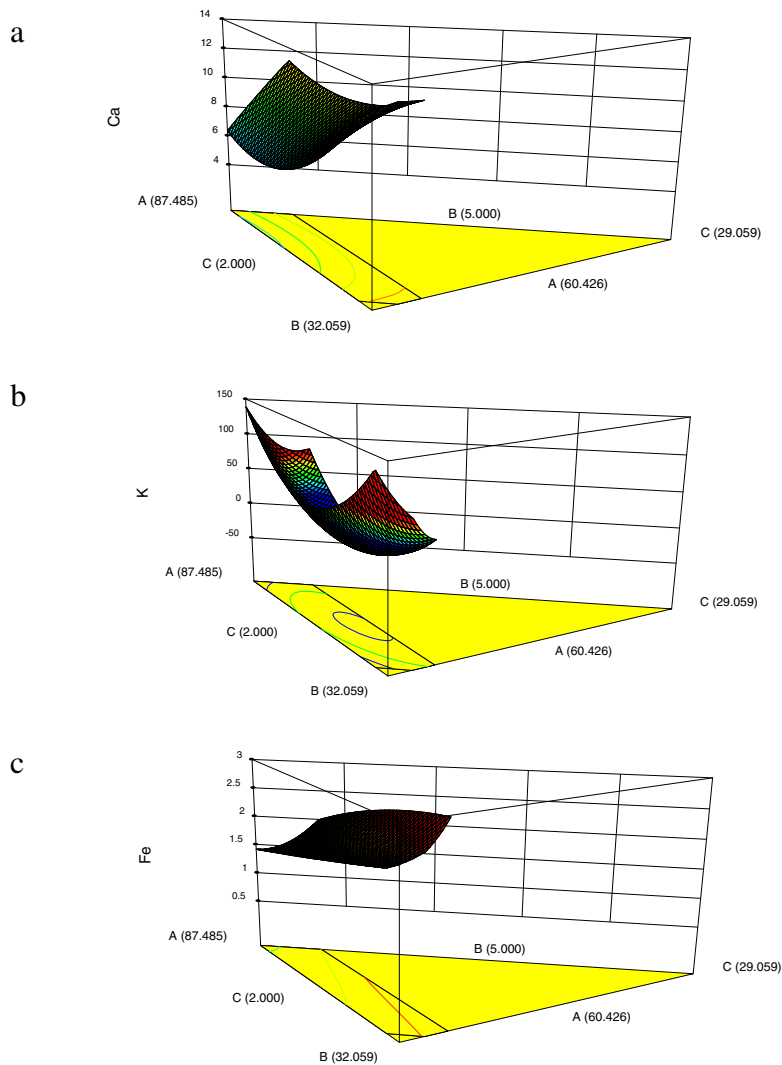 a
14
12
10
8
6
4
Ca
A (87.485)
B (5.000)
C (29.059)
C (2.000)
A (60.426)
B (32.059)
b
150
100
50
0
-50
K
A (87.485)
B (5.000)
C (29.059)
C (2.000)
A (60.426)
B (32.059)
c
3
2.5
2
1.5
1
0.5
Fe
A (87.485)
B (5.000)
C (29.059)
C (2.000)
A (60.426)
B (32.059)